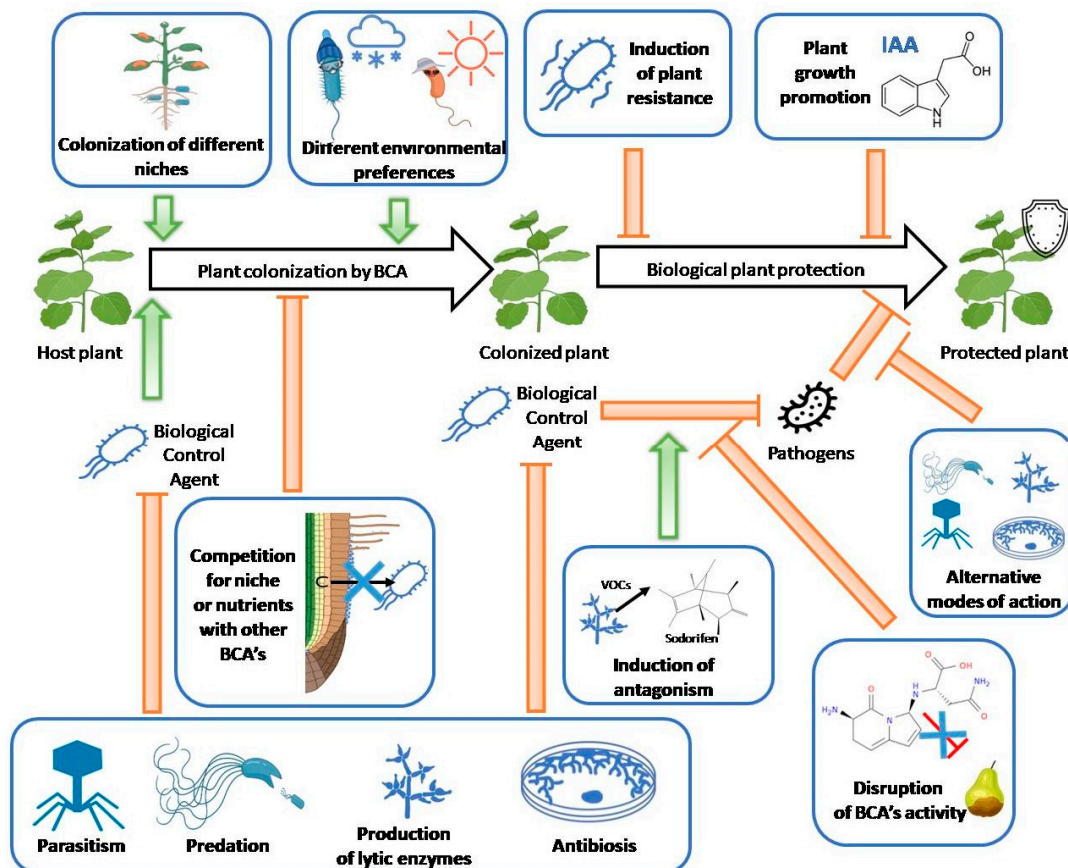 Colonization of different
niches
Different environmental
preferences
Induction
of plant
resistance
Plant
growth
promotion
IAA
O
OH
N
H
Plant colonization by BCA
Biological plant protection
Host plant
Colonized plant
Protected plant
Biological
Control
Agent
Biological
Control
Agent
Pathogens
Competition
for niche
or nutrients
with other
BCA's
C
VOCs
Sodorifen
Induction of
antagonism
Alternative
modes of action
O
OH
H
N
NH₂
O
O
H₂N
N
Disruption
of BCA's activity
Parasitism
Predation
Production
of lytic enzymes
Antibiosis